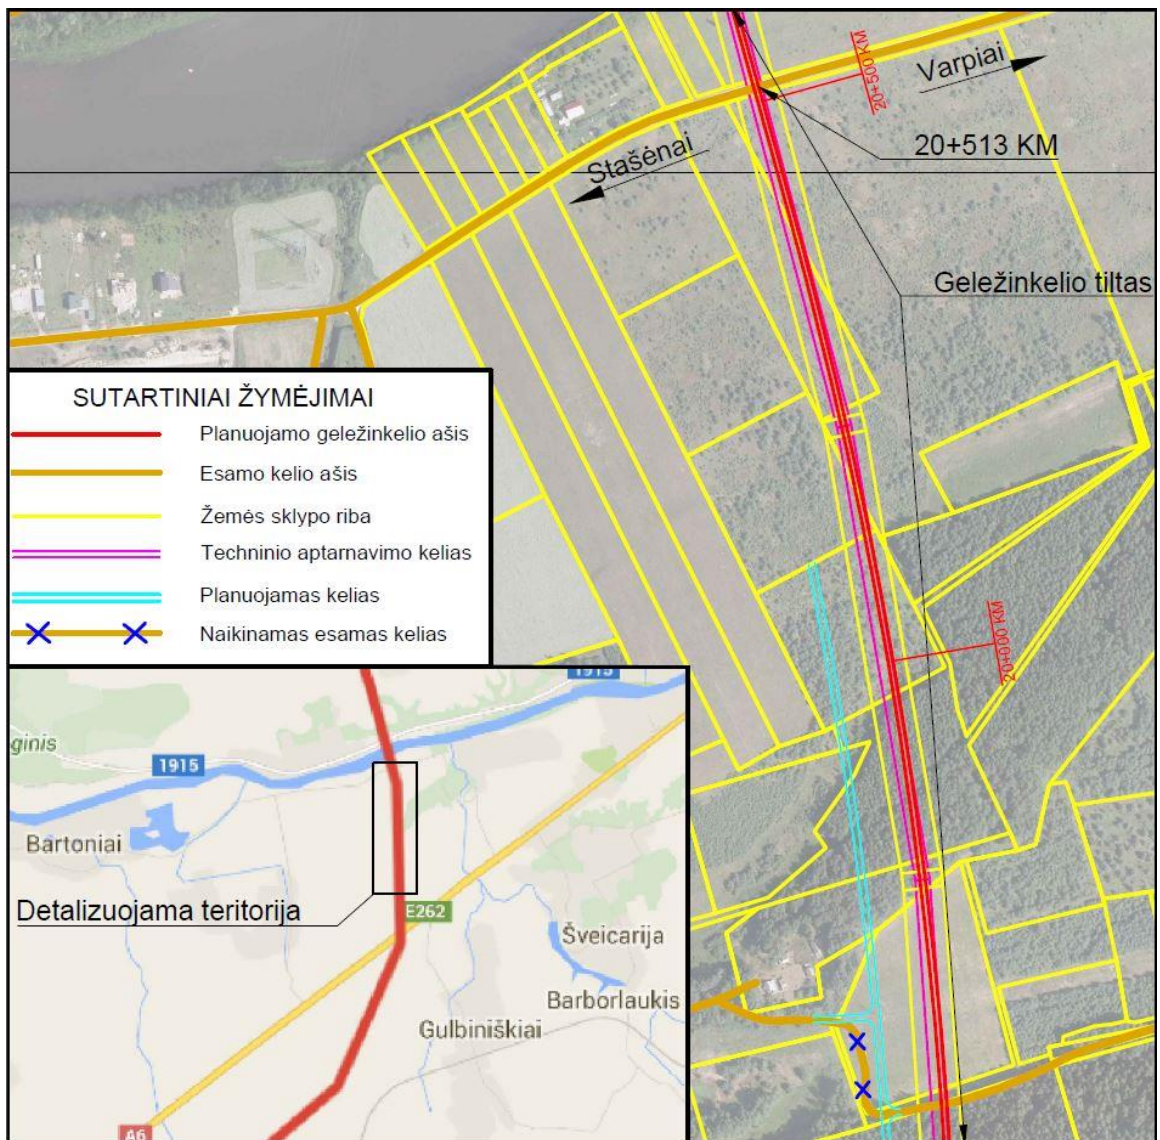 20+500 KM
Varpiai
20+513 KM
Stašėnai
Geležinkelio tiltas
SUTARTINIAI ŽYMĖJIMAI
Planuojamo geležinkelio ašis
Esamo kelio ašis
Žemės sklypo riba
Techninio aptarnavimo kelias
Planuojamas kelias
Naikinamas esamas kelias
20+000 KM
1915
ginis
1915
Bartoniai
Detalizuojama teritorija
E262
Šveicarija
Barborlaukis
Gulbiniškiai
A6